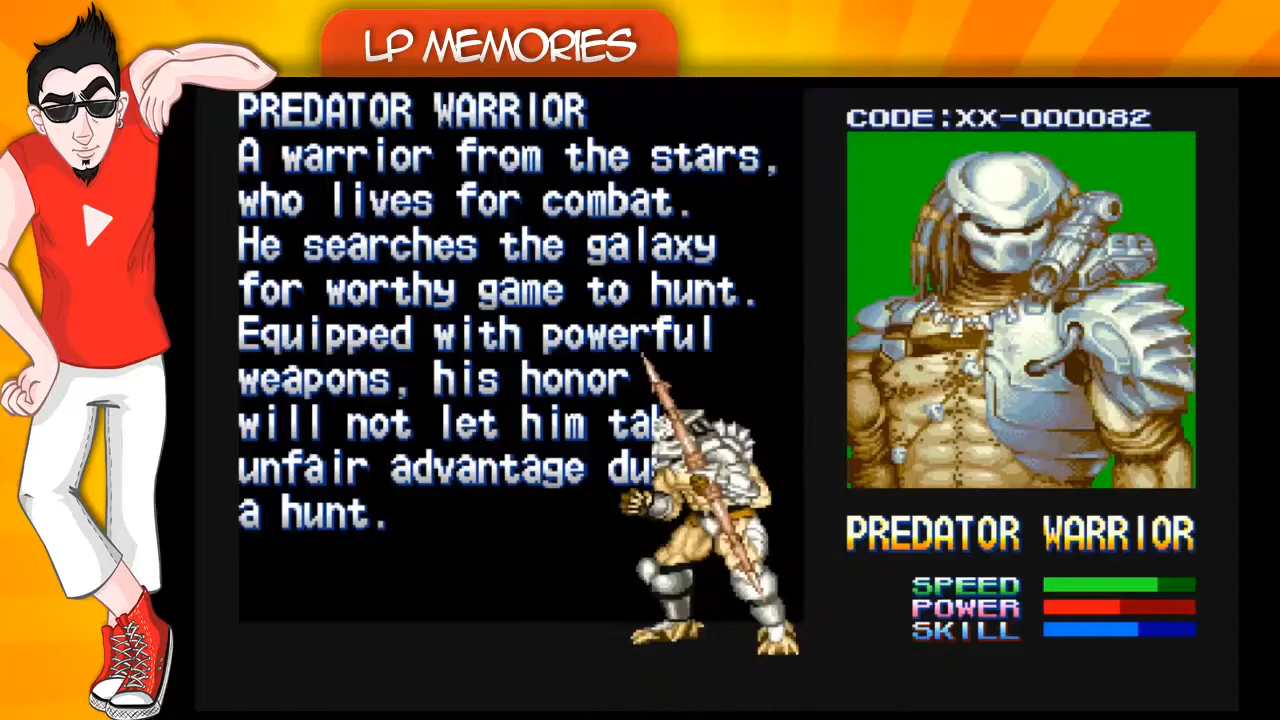 LP MEMORIES
PREDATOR WARRIOR
A warrior from the stars,
who lives for combat.
He searches the galaxy
for worthy game to hunt.
Equipped with powerful
weapons, his honor
will not let him
unfair advantage
a hunt.
CODE:XX-000082
PREDATOR WARRIOR
SPEED
POWER
SKILL